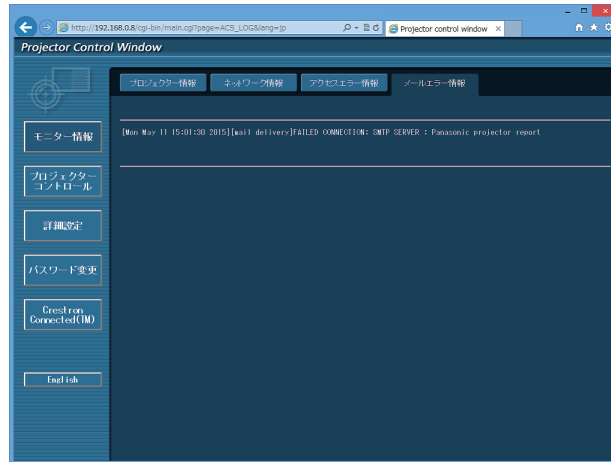 http://192.168.0.8/cgi-bin/main.cgi?page=ACS_LOG&lang=jp
Projector control window
Projector Control Window
プロジェクター情報
ネットワーク情報
アクセスエラー情報
メールエラー情報
[Mon May 11 15:01:30 2015][mail delivery]FAILED CONNECTION: SMTP SERVER : Panasonic projector report
モニター情報
プロジェクター
コントロール
詳細設定
パスワード変更
Crestron
Connected(TM)
English